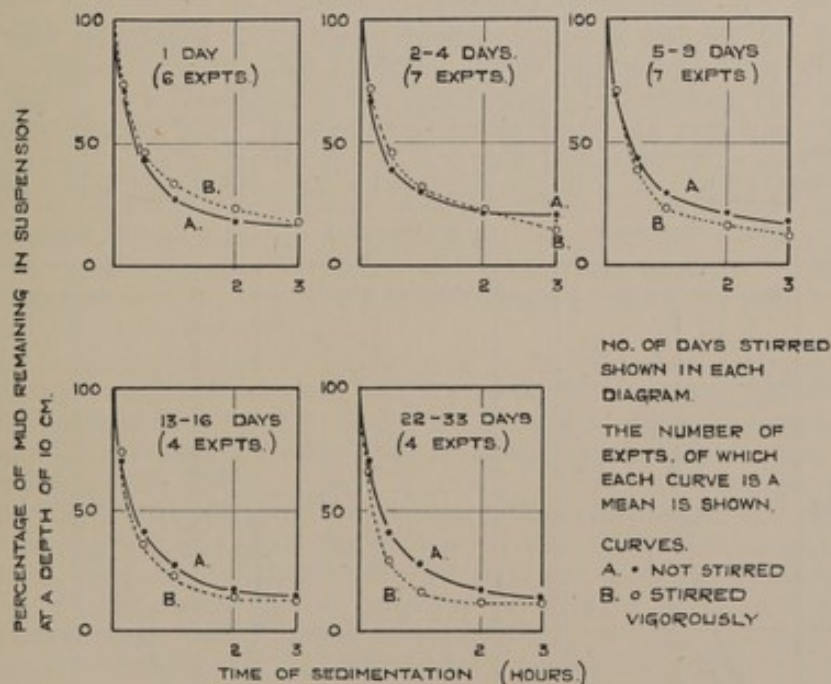 PERCENTAGE OF MUD REMAINING IN SUSPENSION
AT A DEPTH OF 10 CM.
100
50
0
1 DAY
(6 EXPTS.)
B.
A.
2
3
100
50
0
2-4 DAYS.
(7 EXPTS.)
A.
B.
2
3
100
50
0
5-9 DAYS
(7 EXPTS)
A
B
2
3
100
50
0
13-16 DAYS
(4 EXPTS.)
A.
B.
2
3
100
50
0
22-33 DAYS
(4 EXPTS.)
A.
B.
2
3
TIME OF SEDIMENTATION (HOURS.)
NO. OF DAYS STIRRED
SHOWN IN EACH
DIAGRAM.
THE NUMBER OF
EXPTS. OF WHICH
EACH CURVE IS A
MEAN IS SHOWN.
CURVES.
A. • NOT STIRRED
B. o STIRRED
VIGOROUSLY